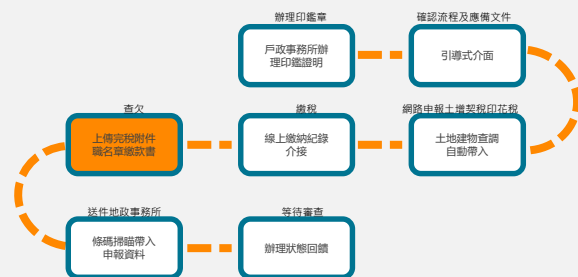 辦理印鑑章
戶政事務所辦
理印鑑證明
確認流程及應備文件
引導式介面
查欠
上傳完稅附件
職名章繳款書
繳稅
線上繳納紀錄
介接
網路申報土增契稅印花稅
土地建物查調
自動帶入
送件地政事務所
條碼掃瞄帶入
申報資料
等待審查
辦理狀態回饋